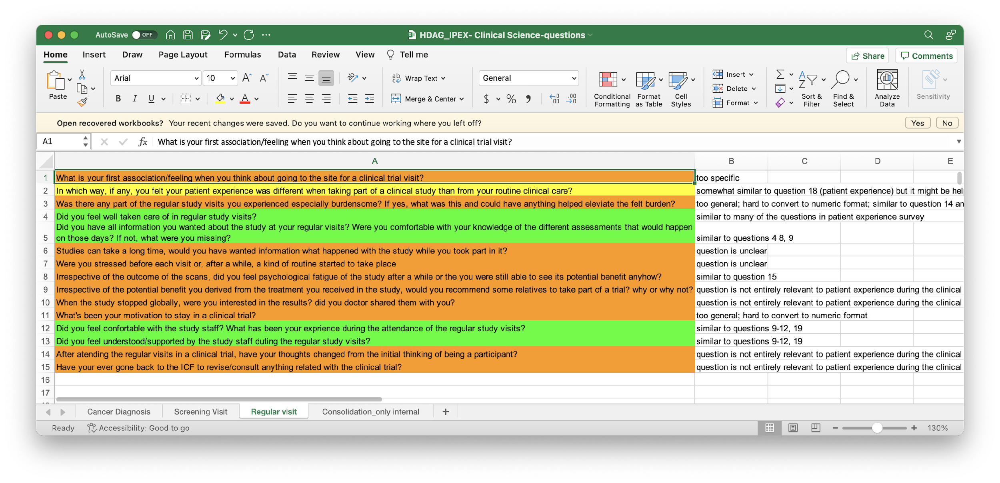 AutoSave OFF
HDAG_IPEX- Clinical Science-questions
Home Insert Draw Page Layout Formulas Data Review View Tell me
Share Comments
Paste
Arial 10
B I U
Wrap Text
Merge & Center
General
$ % 9
Conditional Formatting
Format as Table
Cell Styles
Insert
Delete
Format
Sort & Filter
Find & Select
Analyze Data
Sensitivity
Open recovered workbooks? Your recent changes were saved. Do you want to continue working where you left off? Yes No
A1 fx What is your first association/feeling when you think about going to the site for a clinical trial visit?
A B C D E
1 What is your first association/feeling when you think about going to the site for a clinical trial visit? too specific
2 In which way, if any, you felt your patient experience was different when taking part of a clinical study than from your routine clinical care? somewhat similar to question 18 (patient experience) but it might be hel
3 Was there any part of the regular study visits you experienced especially burdensome? If yes, what was this and could have anything helped eleviate the felt burden? too general; hard to convert to numeric format; similar to question 14 an
4 Did you feel well taken care of in regular study visits? similar to many of the questions in patient experience survey
Did you have all information you wanted about the study at your regular visits? Were you comfortable with your knowledge of the different assessments that would happen
5 on those days? If not, what were you missing? similar to questions 4 8, 9
6 Studies can take a long time, would you have wanted information what happened with the study while you took part in it? question is unclear
7 Were you stressed before each visit or, after a while, a kind of routine started to take place question is unclear
8 Irrespective of the outcome of the scans, did you feel psychological fatigue of the study after a while or the you were still able to see its potential benefit anyhow? similar to question 15
9 Irrespective of the potential benefit you derived from the treatment you received in the study, would you recommend some relatives to take part of a trial? why or why not? question is not entirely relevant to patient experience during the clinical
10 When the study stopped globally, were you interested in the results? did you doctor shared them with you? question is not entirely relevant to patient experience during the clinical
11 What's been your motivation to stay in a clinical trial? too general; hard to convert to numeric format
12 Did you feel confortable with the study staff? What has been your exprience during the attendance of the regular study visits? similar to questions 9-12, 19
13 Did you feel understood/supported by the study staff duting the regular study visits? similar to questions 9-12, 19
14 After atending the regular visits in a clinical trial, have your thoughts changed from the initial thinking of being a participant? question is not entirely relevant to patient experience during the clinical
15 Have your ever gone back to the ICF to revise/consult anything related with the clinical trial? question is not entirely relevant to patient experience during the clinical
16
17
Cancer Diagnosis Screening Visit Regular visit Consolidation_only internal +
Ready Accessibility: Good to go 130%